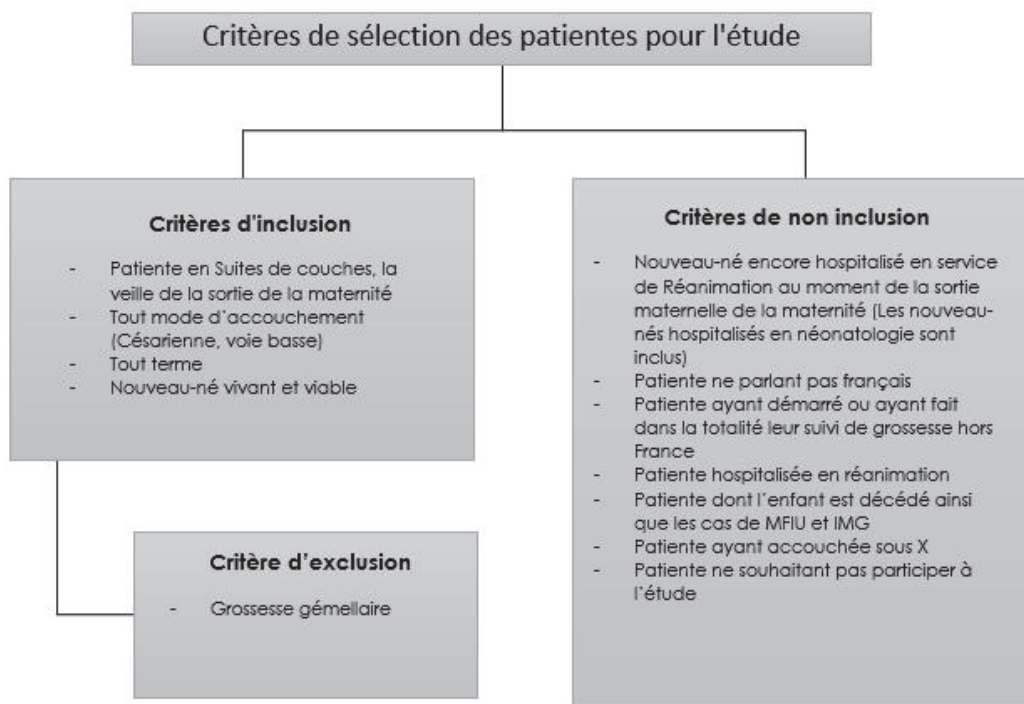 Critères de sélection des patientes pour l'étude
Critères d'inclusion
- Patiente en Suites de couches, la
veille de la sortie de la maternité
- Tout mode d'accouchement
(Césarienne, voie basse)
- Tout terme
- Nouveau-né vivant et viable
Critère d'exclusion
- Grossesse gémellaire
Critères de non inclusion
- Nouveau-né encore hospitalisé en service
de Réanimation au moment de la sortie
maternelle de la maternité (Les nouveau-
nés hospitalisés en néonatologie sont
inclus)
- Patiente ne parlant pas français
- Patiente ayant démarré ou ayant fait
dans la totalité leur suivi de grossesse hors
France
- Patiente hospitalisée en réanimation
- Patiente dont l'enfant est décédé ainsi
que les cas de MFIU et IMG
- Patiente ayant accouchée sous X
- Patiente ne souhaitant pas participer à
l'étude